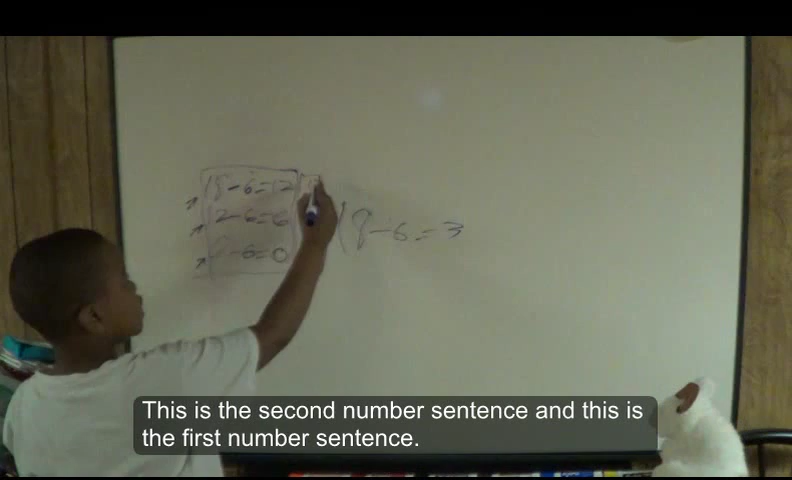 18-6=12
12-6=6
6-6=0
18÷6=3
This is the second number sentence and this is
the first number sentence.